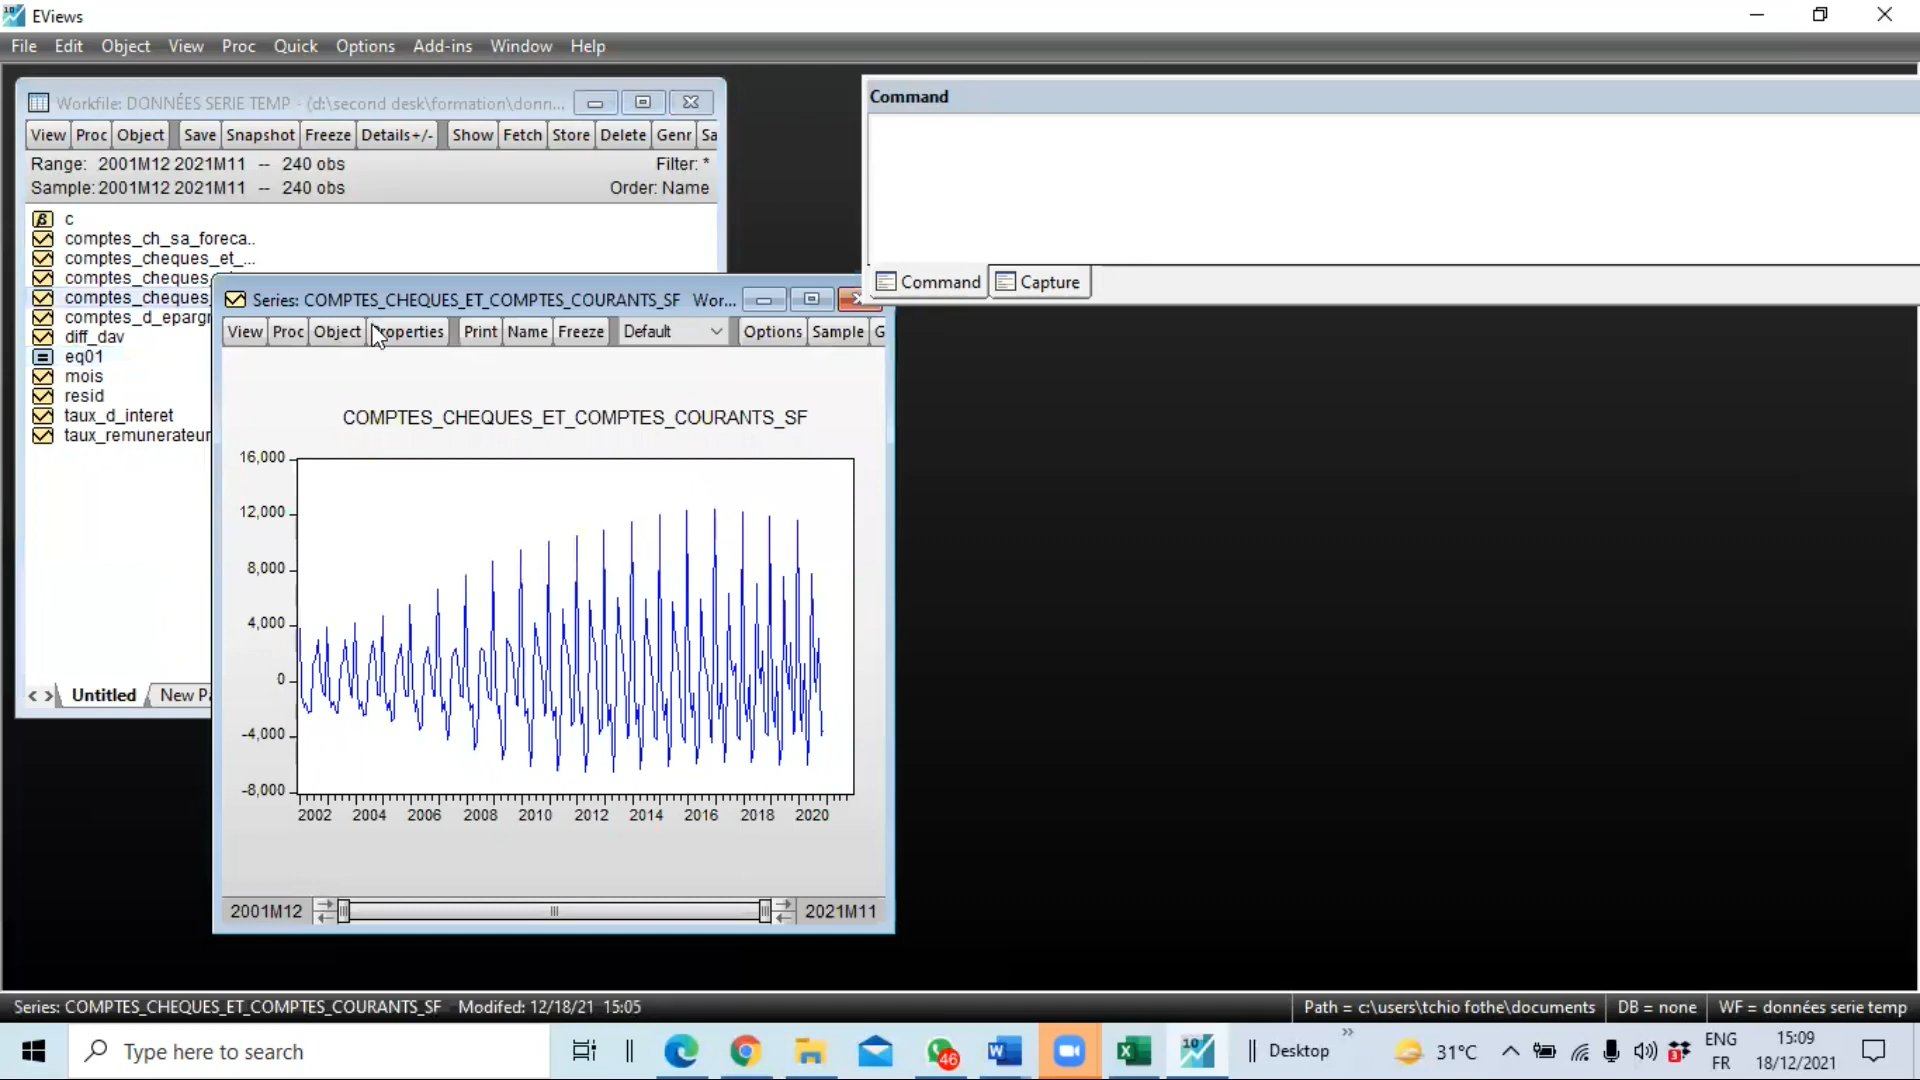 EViews
File Edit Object View Proc Quick Options Add-ins Window Help
Workfile: DONNÉES SERIE TEMP - (d:\second desk\formation\donn...
View Proc Object Save Snapshot Freeze Details+/- Show Fetch Store Delete Genr Sa
Range: 2001M12 2021M11 -- 240 obs Filter: *
Sample: 2001M12 2021M11 -- 240 obs Order: Name
c
comptes_ch_sa_foreca..
comptes_cheques_et_...
comptes_cheques_
comptes_cheques_
comptes_d_epargr
diff_dav
eq01
mois
resid
taux_d_interet
taux_remunerateur
Untitled New Pa
Command
Command Capture
Series: COMPTES_CHEQUES_ET_COMPTES_COURANTS_SF Wor...
View Proc Object Properties Print Name Freeze Default Options Sample G
COMPTES_CHEQUES_ET_COMPTES_COURANTS_SF
16,000
12,000
8,000
4,000
0
-4,000
-8,000
2002 2004 2006 2008 2010 2012 2014 2016 2018 2020
2001M12 2021M11
Series: COMPTES_CHEQUES_ET_COMPTES_COURANTS_SF Modifed: 12/18/21 15:05
Path = c:\users\tchio fothe\documents DB = none WF = données serie temp
Type here to search
46
Desktop
31°C
3
ENG
FR
15:09
18/12/2021